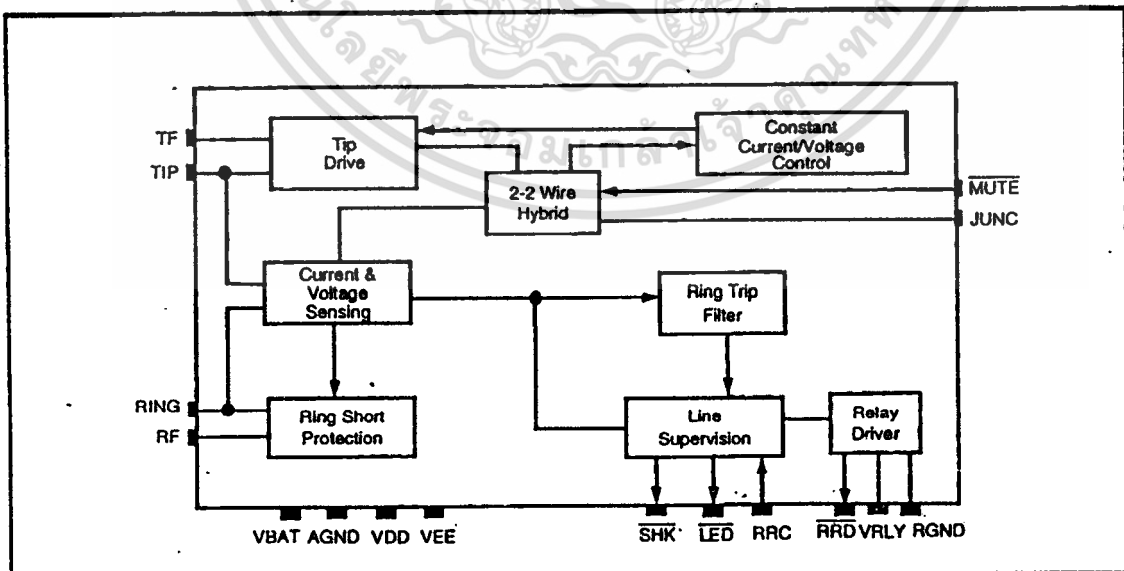 TF
TIP
Tip
Drive
Constant
Current/Voltage
Control
2-2 Wire
Hybrid
MUTE
JUNC
Current &
Voltage
Sensing
Ring Trip
Filter
RING
RF
Ring Short
Protection
Line
Supervision
Relay
Driver
VBAT AGND VDD VEE
SHK LED RRC RRD VRLY RGND